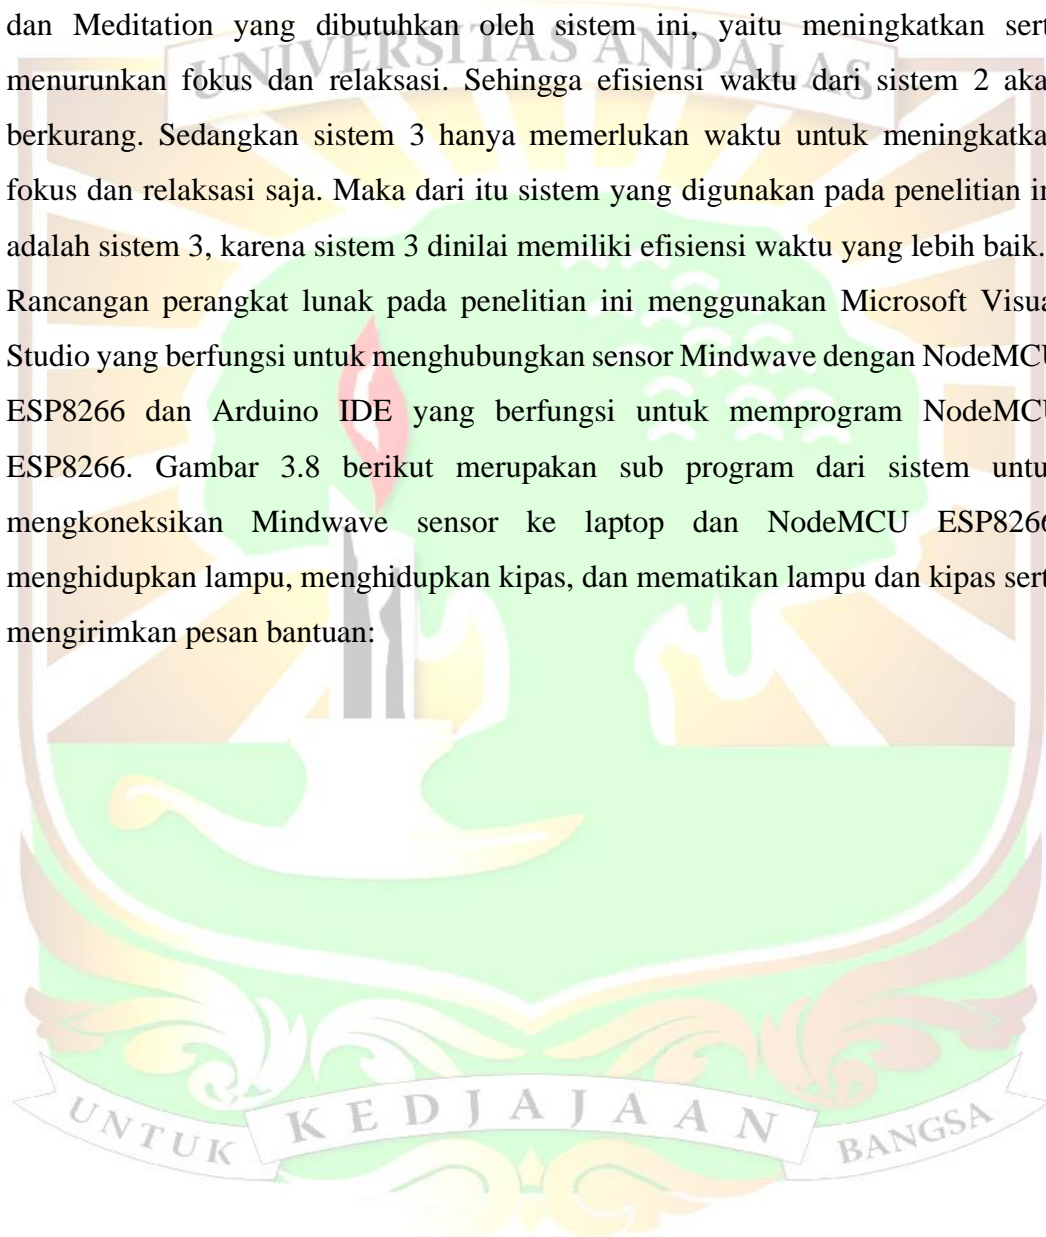 dan Meditation yang dibutuhkan oleh sistem ini, yaitu meningkatkan sert
menurunkan fokus dan relaksasi. Sehingga efisiensi waktu dari sistem 2 aka
berkurang. Sedangkan sistem 3 hanya memerlukan waktu untuk meningkatka
fokus dan relaksasi saja. Maka dari itu sistem yang digunakan pada penelitian in
adalah sistem 3, karena sistem 3 dinilai memiliki efisiensi waktu yang lebih baik.
Rancangan perangkat lunak pada penelitian ini menggunakan Microsoft Visua
Studio yang berfungsi untuk menghubungkan sensor Mindwave dengan NodeMCU
ESP8266 dan Arduino IDE yang berfungsi untuk memprogram NodeMCU
ESP8266. Gambar 3.8 berikut merupakan sub program dari sistem untu
mengkoneksikan Mindwave sensor ke laptop dan NodeMCU ESP8266
menghidupkan lampu, menghidupkan kipas, dan mematikan lampu dan kipas sert
mengirimkan pesan bantuan:
UNIVERSITAS ANDALAS
UNTUK KEDJAJAAN BANGSA